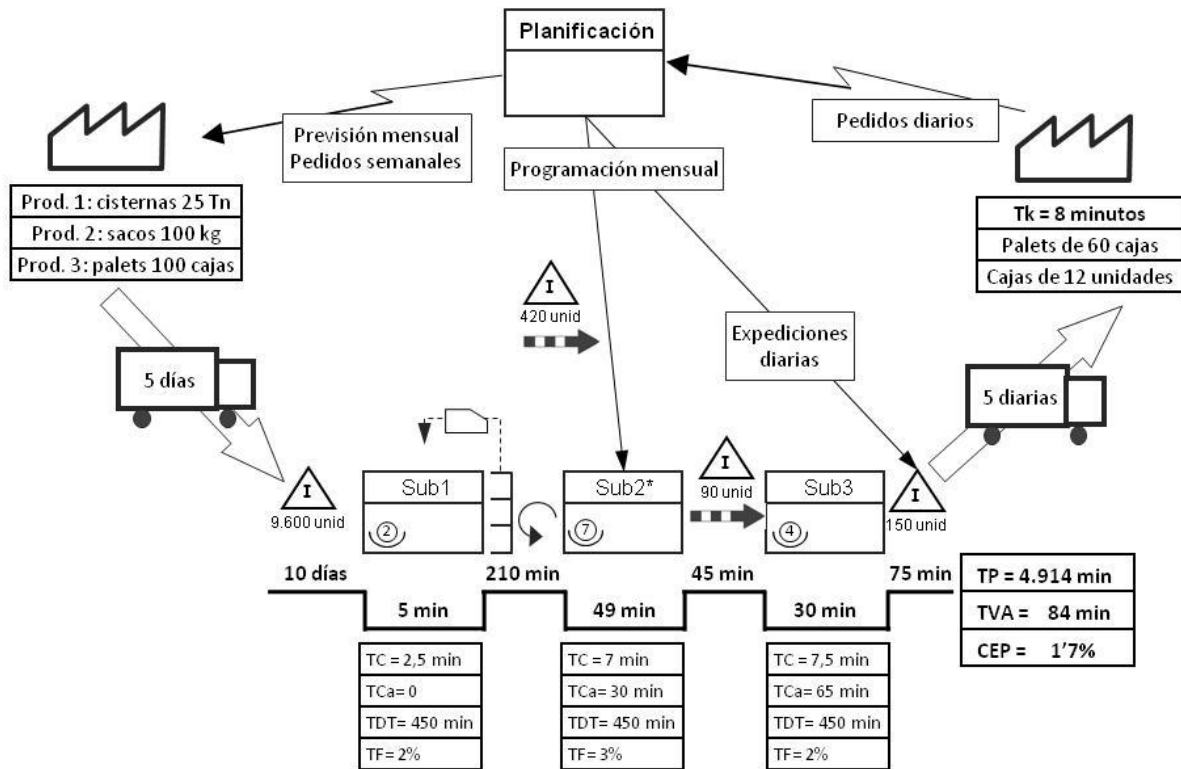 Planificación
Previsión mensual
Pedidos semanales
Programación mensual
Pedidos diarios
Prod. 1: cisternas 25 Tn
Prod. 2: sacos 100 kg
Prod. 3: palets 100 cajas
Tk = 8 minutos
Palets de 60 cajas
Cajas de 12 unidades
I
420 unid
Expediciones
diarias
5 días
5 diarias
I
9.600 unid
Sub1
2
Sub2*
7
I
90 unid
Sub3
4
I
150 unid
10 días
210 min
45 min
75 min
5 min
49 min
30 min
TP = 4.914 min
TVA = 84 min
CEP = 1'7%
TC = 2,5 min
TCa= 0
TDT= 450 min
TF= 2%
TC= 7 min
TCa= 30 min
TDT= 450 min
TF= 3%
TC= 7,5 min
TCa= 65 min
TDT= 450 min
TF= 2%